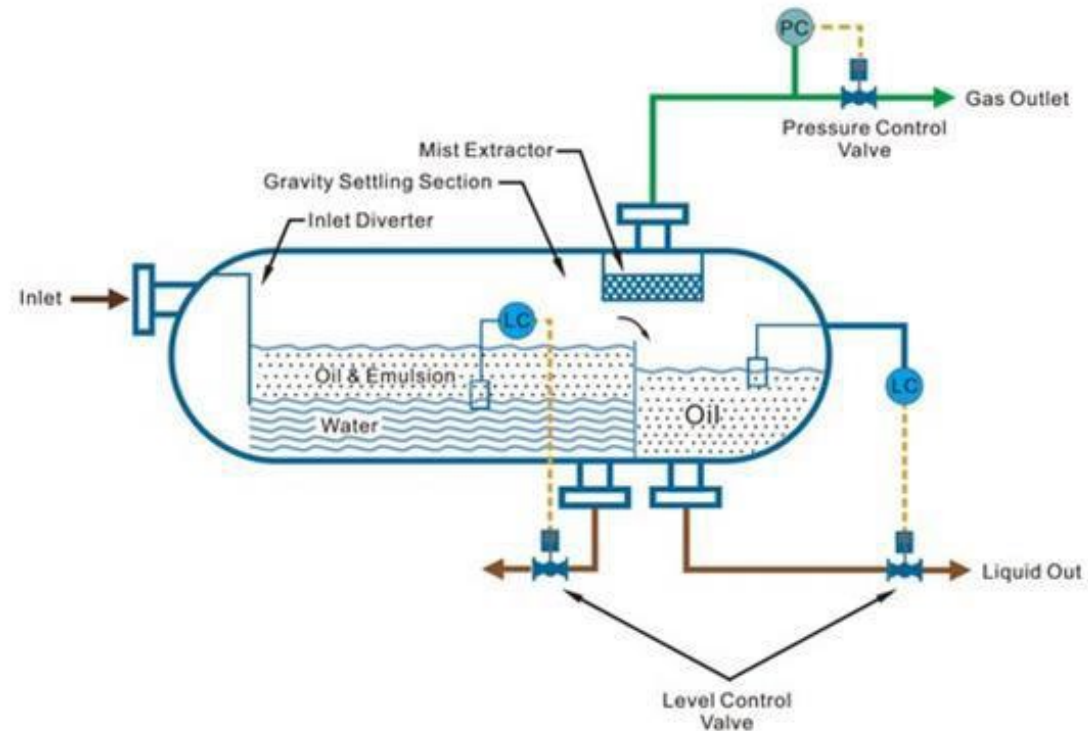 PC
Gas Outlet
Pressure Control
Valve
Mist Extractor
Gravity Settling Section
Inlet Diverter
Inlet
LC
Oil & Emulsion
Water
Oil
LC
Liquid Out
Level Control
Valve